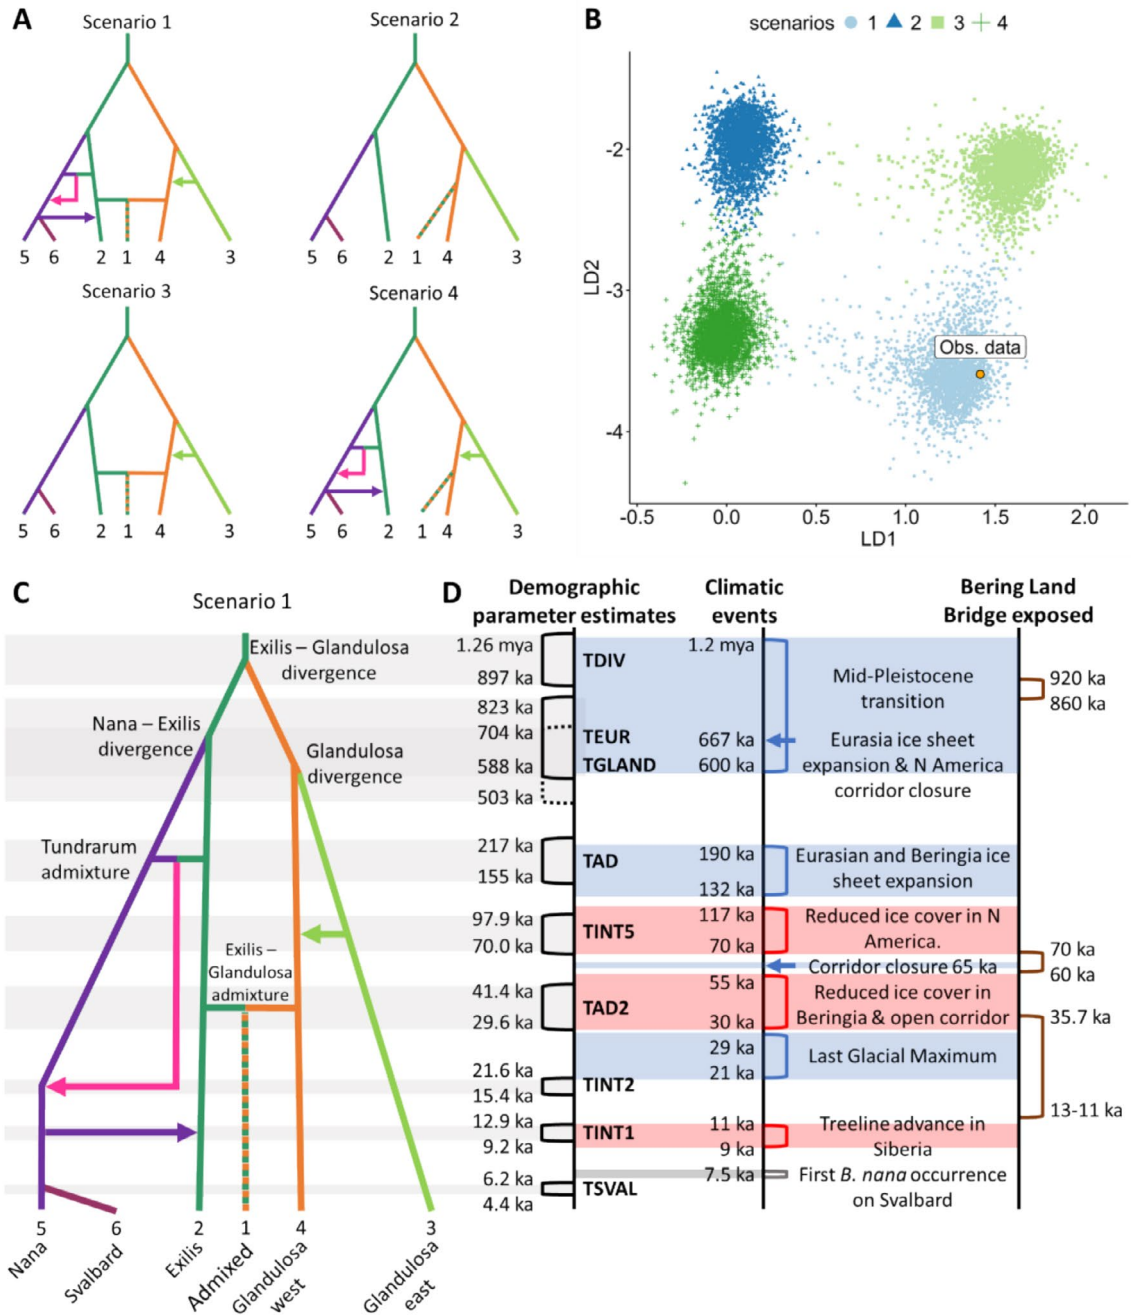 A
Scenario 1
5 6 2 1 4 3
Scenario 2
5 6 2 1 4 3
Scenario 3
5 6 2 1 4 3
Scenario 4
5 6 2 1 4 3
B
scenarios 1 2 3 4
LD2
-2
-3
-4
Obs. data
-0.5 0.0 0.5 1.0 1.5 2.0
LD1
C
Scenario 1
Exilis – Glandulosa
divergence
Nana – Exilis
divergence
Glandulosa
divergence
Tundrarum
admixture
Exilis –
Glandulosa
admixture
5 6 2 1 4 3
Nana
Svalbard
Exilis
Admixed
Glandulosa
west
Glandulosa
east
D
Demographic
parameter estimates
1.26 mya
897 ka
823 ka
704 ka
588 ka
503 ka
217 ka
155 ka
97.9 ka
70.0 ka
41.4 ka
29.6 ka
21.6 ka
15.4 ka
12.9 ka
9.2 ka
6.2 ka
4.4 ka
TDIV
TEUR
TGLAND
TAD
TINT5
TAD2
TINT2
TINT1
TSVAL
Climatic
events
1.2 mya
667 ka
600 ka
190 ka
132 ka
117 ka
70 ka
55 ka
30 ka
29 ka
21 ka
11 ka
9 ka
7.5 ka
Mid-Pleistocene
transition
Eurasia ice sheet
expansion & N America
corridor closure
Eurasian and Beringia ice
sheet expansion
Reduced ice cover in N
America.
Corridor closure 65 ka
Reduced ice cover in
Beringia & open corridor
Last Glacial Maximum
Treeline advance in
Siberia
First B. nana occurrence
on Svalbard
Bering Land
Bridge exposed
920 ka
860 ka
70 ka
60 ka
35.7 ka
13-11 ka